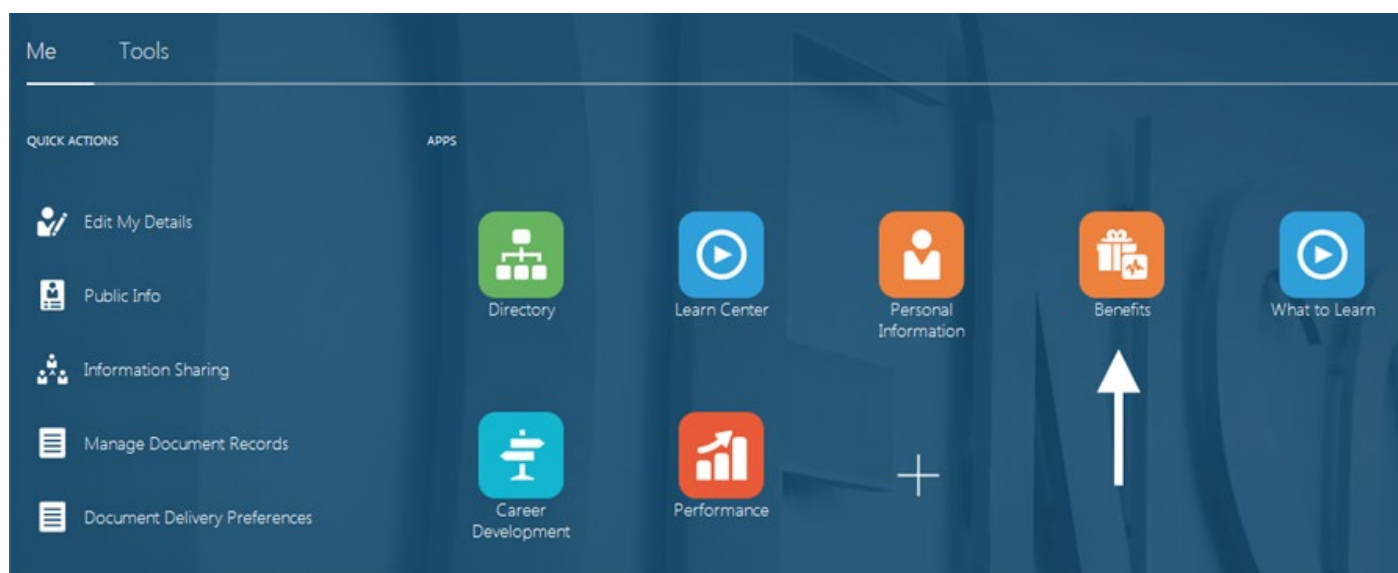 Me
Tools
QUICK ACTIONS
APPS
Edit My Details
Public Info
Information Sharing
Manage Document Records
Document Delivery Preferences
Directory
Learn Center
Personal
Information
Benefits
What to Learn
Career
Development
Performance